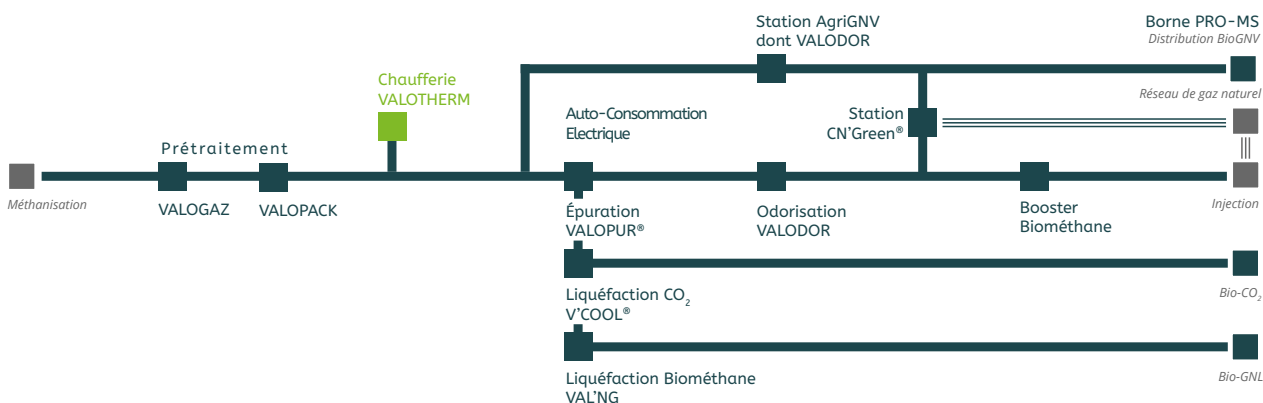 Station AgriGNV
dont VALODOR
Borne PRO-MS
Distribution BioGNV
Chaufferie
VALOTHERM
Réseau de gaz naturel
Auto-Consommation
Electrique
Station
CN'Green®
Prétraitement
Méthanisation
VALOGAZ
VALOPACK
Épuration
VALOPUR®
Odorisation
VALODOR
Booster
Biométhane
Injection
Liquéfaction CO₂
V'COOL®
Bio-CO₂
Liquéfaction Biométhane
VAL'NG
Bio-GNL